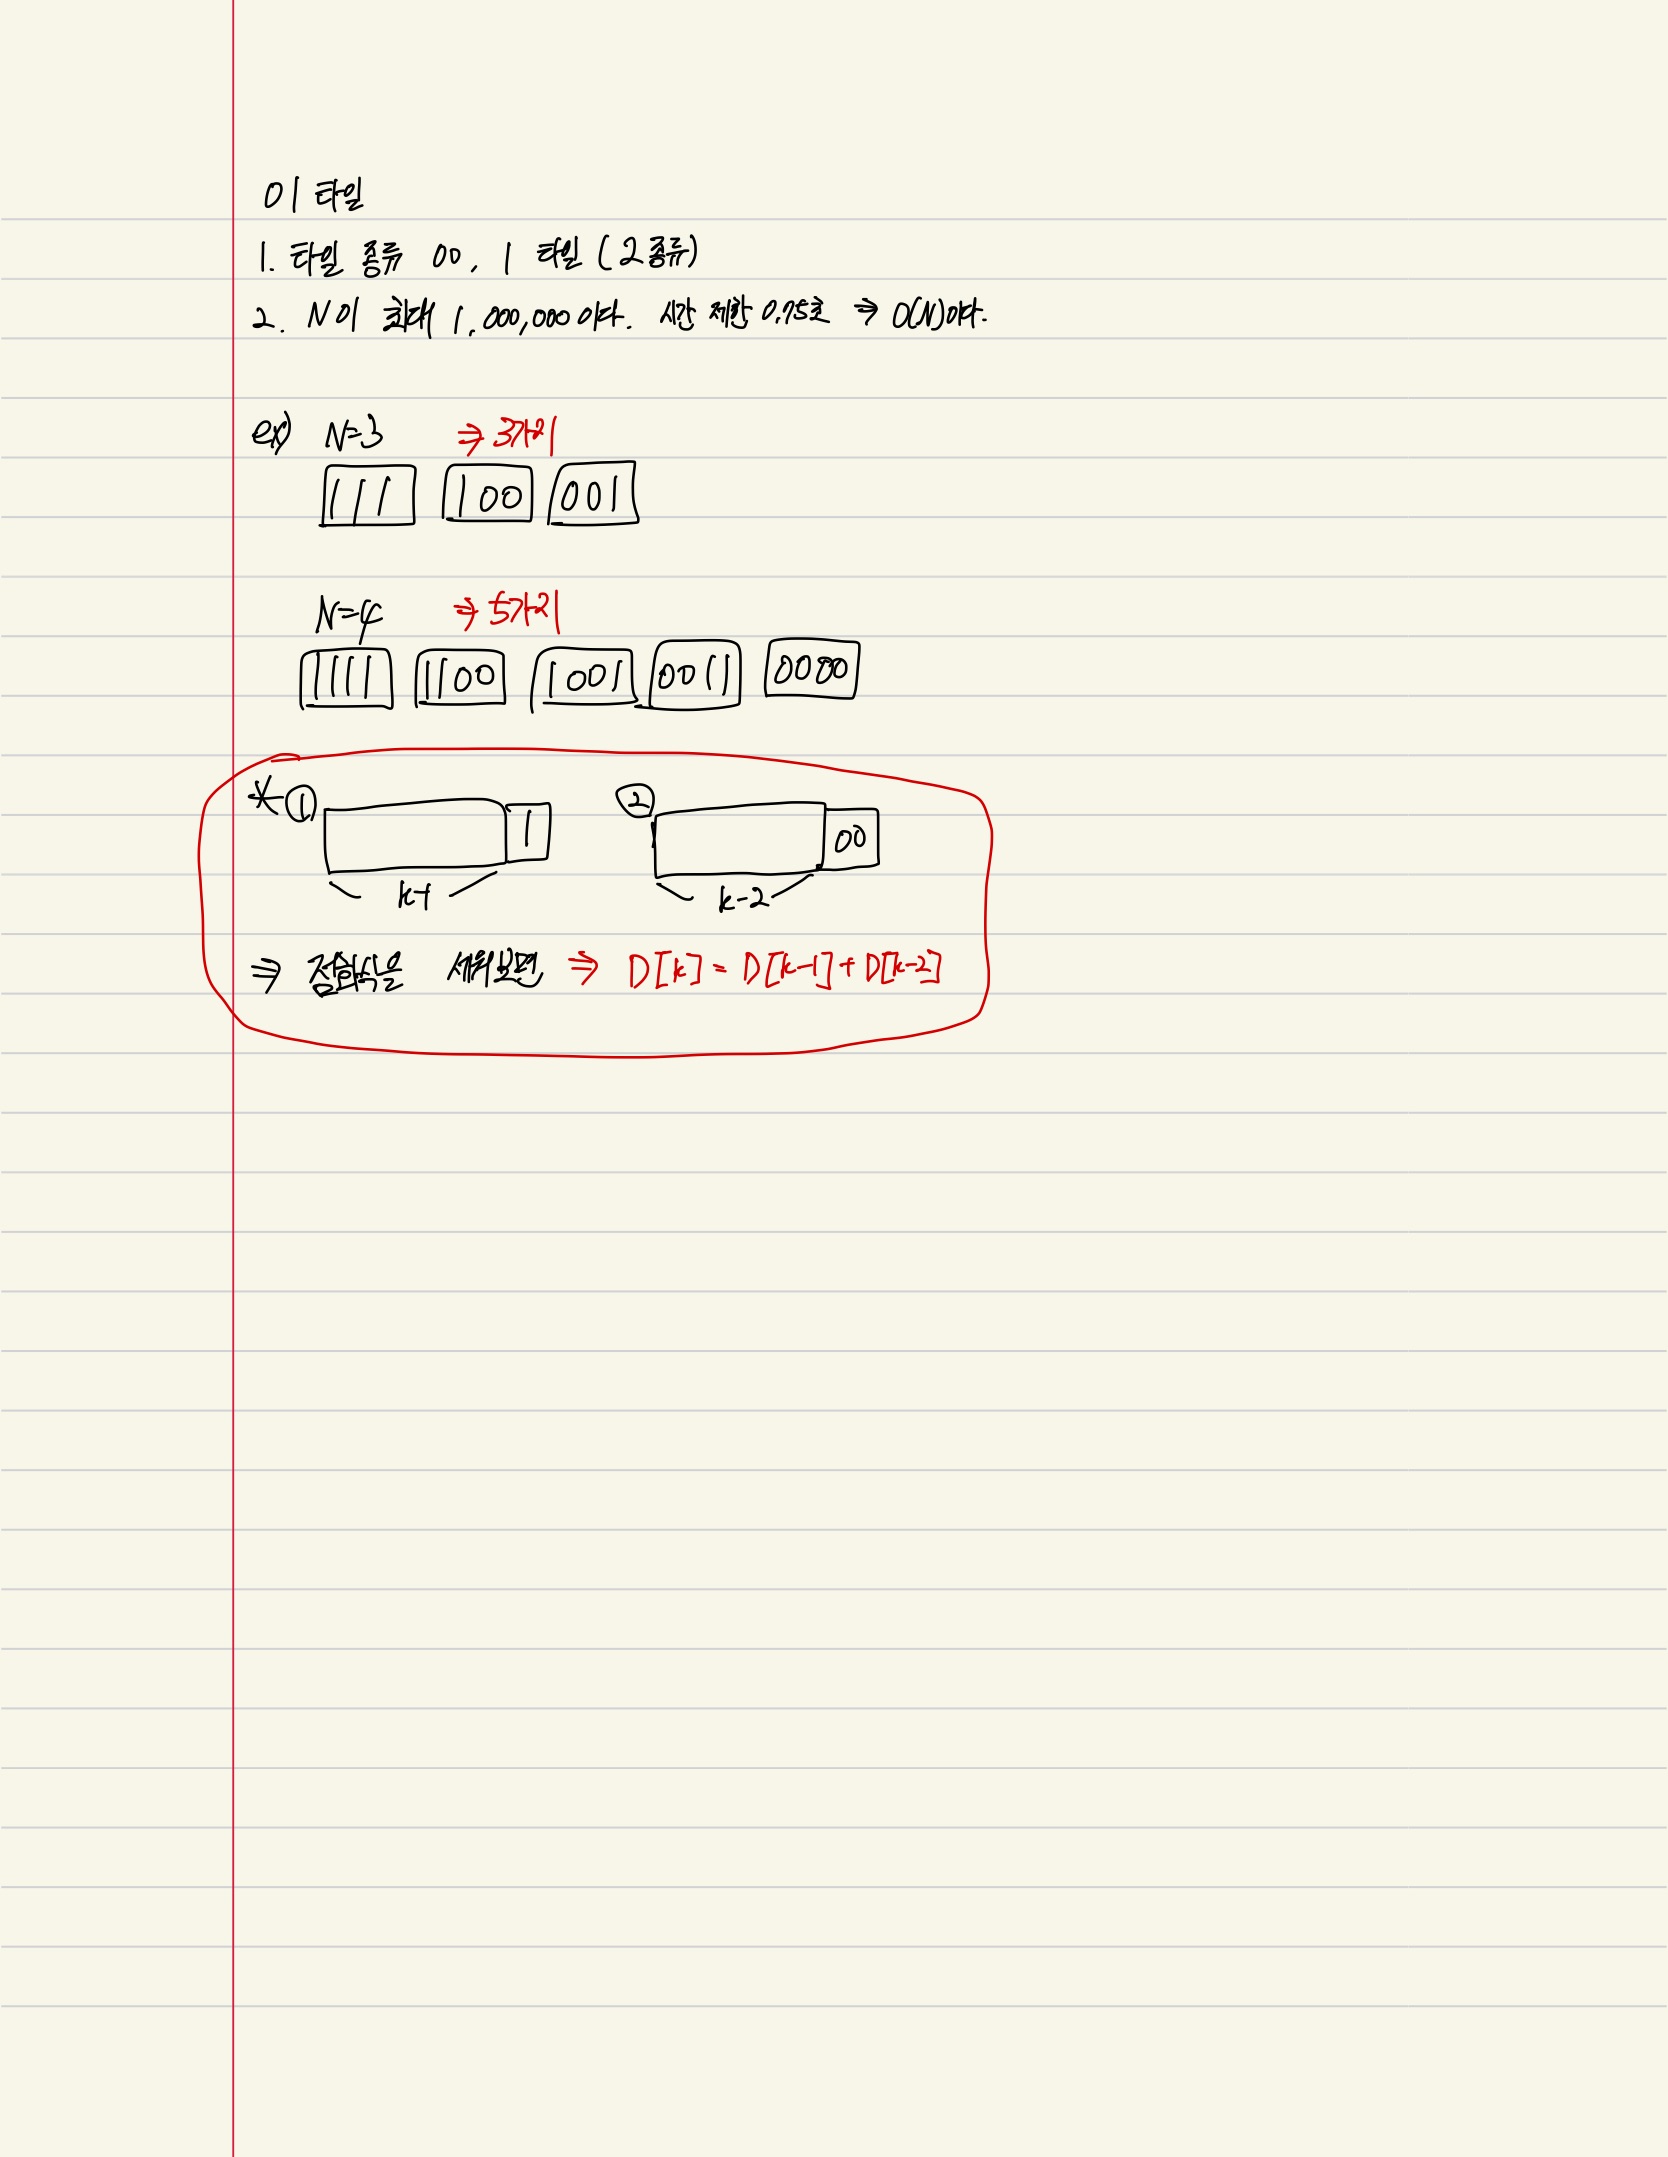 01 타일
1. 타일 종류 00, 1 타일 (2종류)
2. N이 최대 1,000,000이다. 시간 제한 0.75초 ⇒ O(N)이다.
ex) N=3 ⇒ 3가지
111 100 001
N=4 ⇒ 5가지
1111 1100 1001 0011 0000
* ① 1 ② 00
k-1 k-2
⇒ 점화식은 세워보면, ⇒ D[k] = D[k-1] + D[k-2]